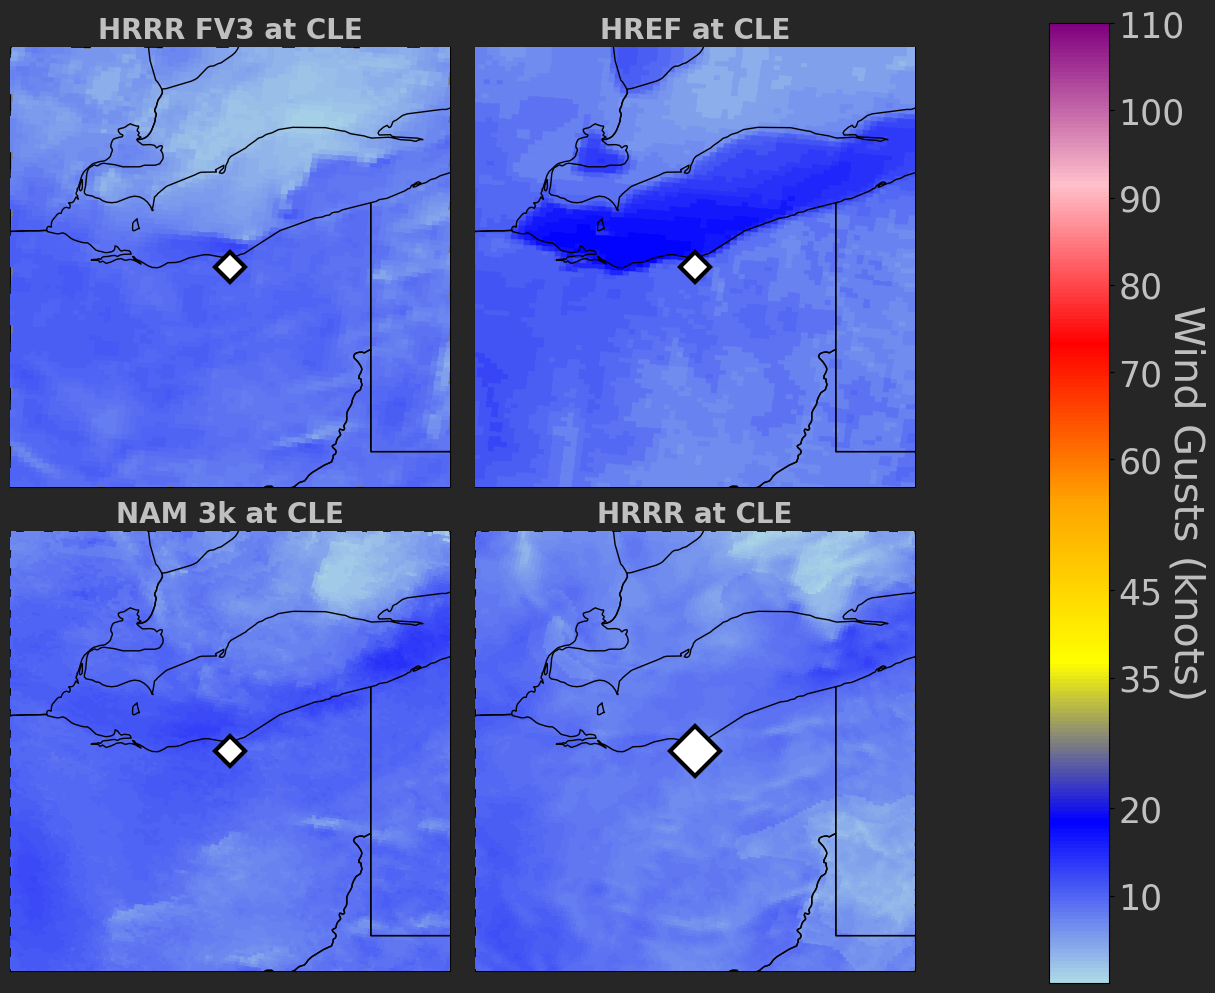 HRRR FV3 at CLE
HREF at CLE
NAM 3k at CLE
HRRR at CLE
110
100
90
80
70
60
45
35
20
10
Wind Gusts (knots)